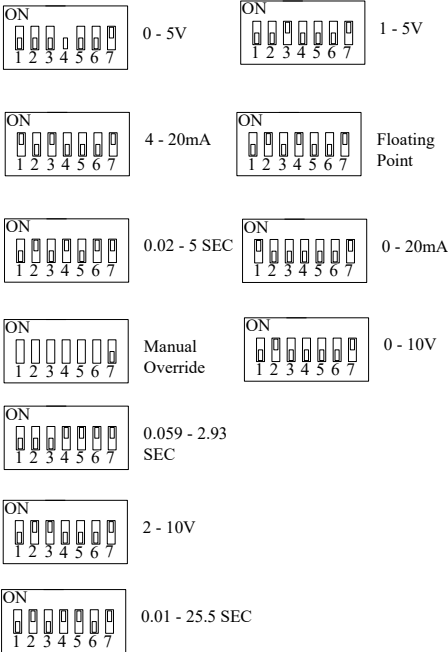 ON
1 2 3 4 5 6 7
0 - 5V
ON
1 2 3 4 5 6 7
1 - 5V
ON
1 2 3 4 5 6 7
4 - 20mA
ON
1 2 3 4 5 6 7
Floating
Point
ON
1 2 3 4 5 6 7
0.02 - 5 SEC
ON
1 2 3 4 5 6 7
0 - 20mA
ON
1 2 3 4 5 6 7
Manual
Override
ON
1 2 3 4 5 6 7
0 - 10V
ON
1 2 3 4 5 6 7
0.059 - 2.93
SEC
ON
1 2 3 4 5 6 7
2 - 10V
ON
1 2 3 4 5 6 7
0.01 - 25.5 SEC